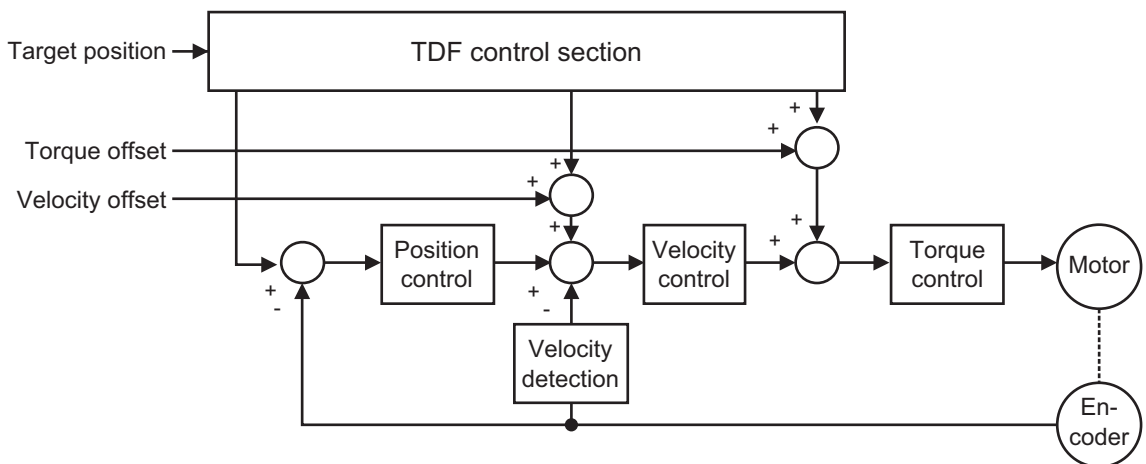 TDF control section
Target position
+
+
Torque offset
+
+
Velocity offset
+
+
+
Position
control
Velocity
control
+
Torque
control
Motor
+
-
+
-
Velocity
detection
En-
coder